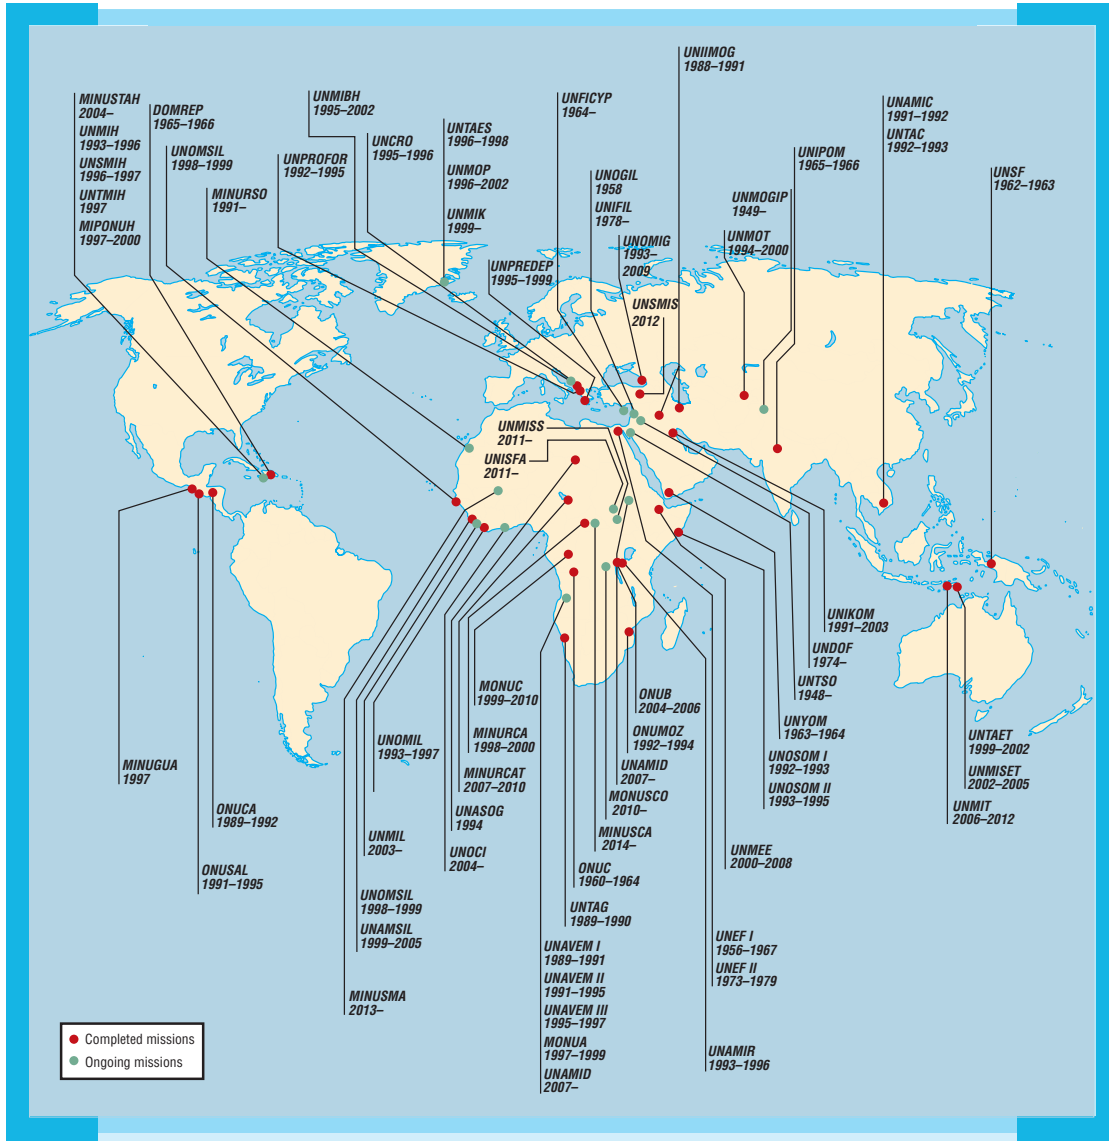 UNIIMOG
1988–1991
MINUSTAH
2004–
UNMIH
1993–1996
UNSMIH
1996–1997
UNTMIH
1997
MIPONUH
1997–2000
DOMREP
1965–1966
UNOMSIL
1998–1999
MINURSO
1991–
UNPROFOR
1992–1995
UNMIBH
1995–2002
UNCRO
1995–1996
UNTAES
1996–1998
UNMOP
1996–2002
UNMIK
1999–
UNPREDEP
1995–1999
UNFICYP
1964–
UNOGIL
1958
UNIFIL
1978–
UNOMIG
1993–
2009
UNSMIS
2012
UNMOGIP
1949–
UNMOT
1994–2000
UNIPOM
1965–1966
UNAMIC
1991–1992
UNTAC
1992–1993
UNSF
1962–1963
UNMISS
2011–
UNISFA
2011–
UNIKOM
1991–2003
UNDOF
1974–
UNTSO
1948–
UNYOM
1963–1964
UNOSOM I
1992–1993
UNOSOM II
1993–1995
UNTAET
1999–2002
UNMISET
2002–2005
UNMIT
2006–2012
MINUGUA
1997
ONUCA
1989–1992
ONUSAL
1991–1995
UNOMIL
1993–1997
UNMIL
2003–
UNOMSIL
1998–1999
UNAMSIL
1999–2005
MINUSMA
2013–
MONUC
1999–2010
MINURCA
1998–2000
MINURCAT
2007–2010
UNASOG
1994
UNOCI
2004–
ONUB
2004–2006
ONUMOZ
1992–1994
UNAMID
2007–
MONUSCO
2010–
MINUSCA
2014–
ONUC
1960–1964
UNTAG
1989–1990
UNAVEM I
1989–1991
UNAVEM II
1991–1995
UNAVEM III
1995–1997
MONUA
1997–1999
UNAMID
2007–
UNMEE
2000–2008
UNEF I
1956–1967
UNEF II
1973–1979
UNAMIR
1993–1996
Completed missions
Ongoing missions